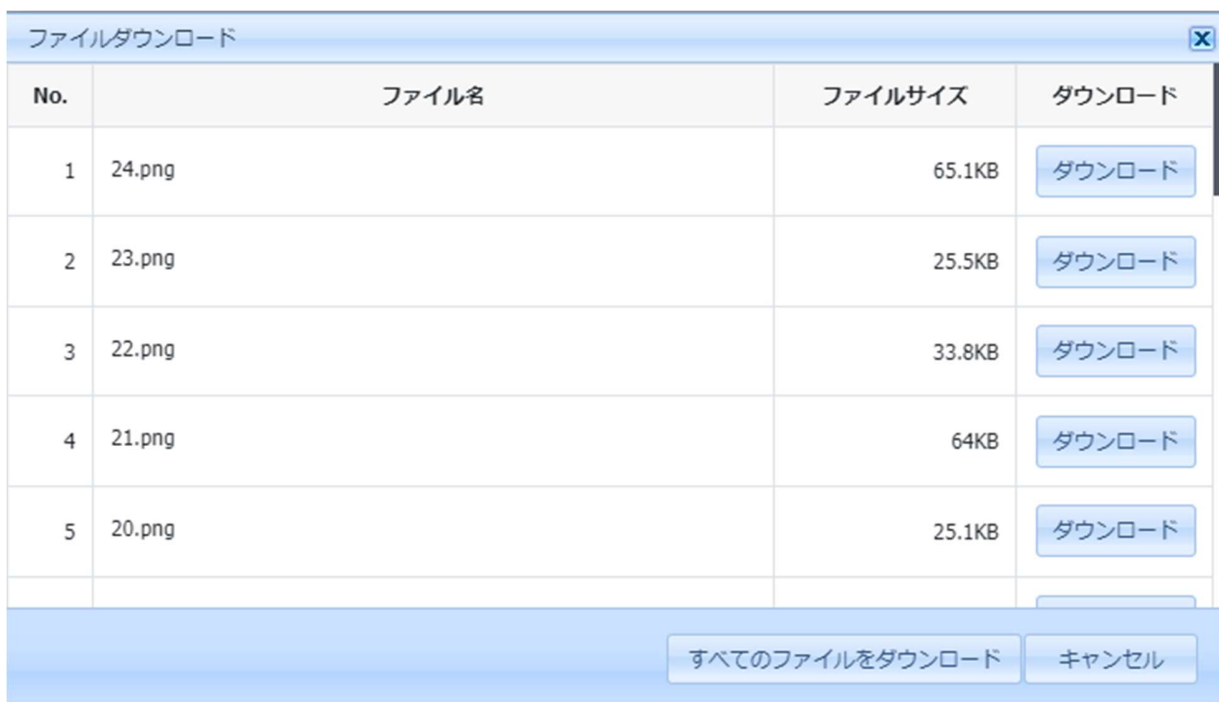 ファイルダウンロード
No. ファイル名 ファイルサイズ ダウンロード
1 24.png 65.1KB ダウンロード
2 23.png 25.5KB ダウンロード
3 22.png 33.8KB ダウンロード
4 21.png 64KB ダウンロード
5 20.png 25.1KB ダウンロード
すべてのファイルをダウンロード キャンセル